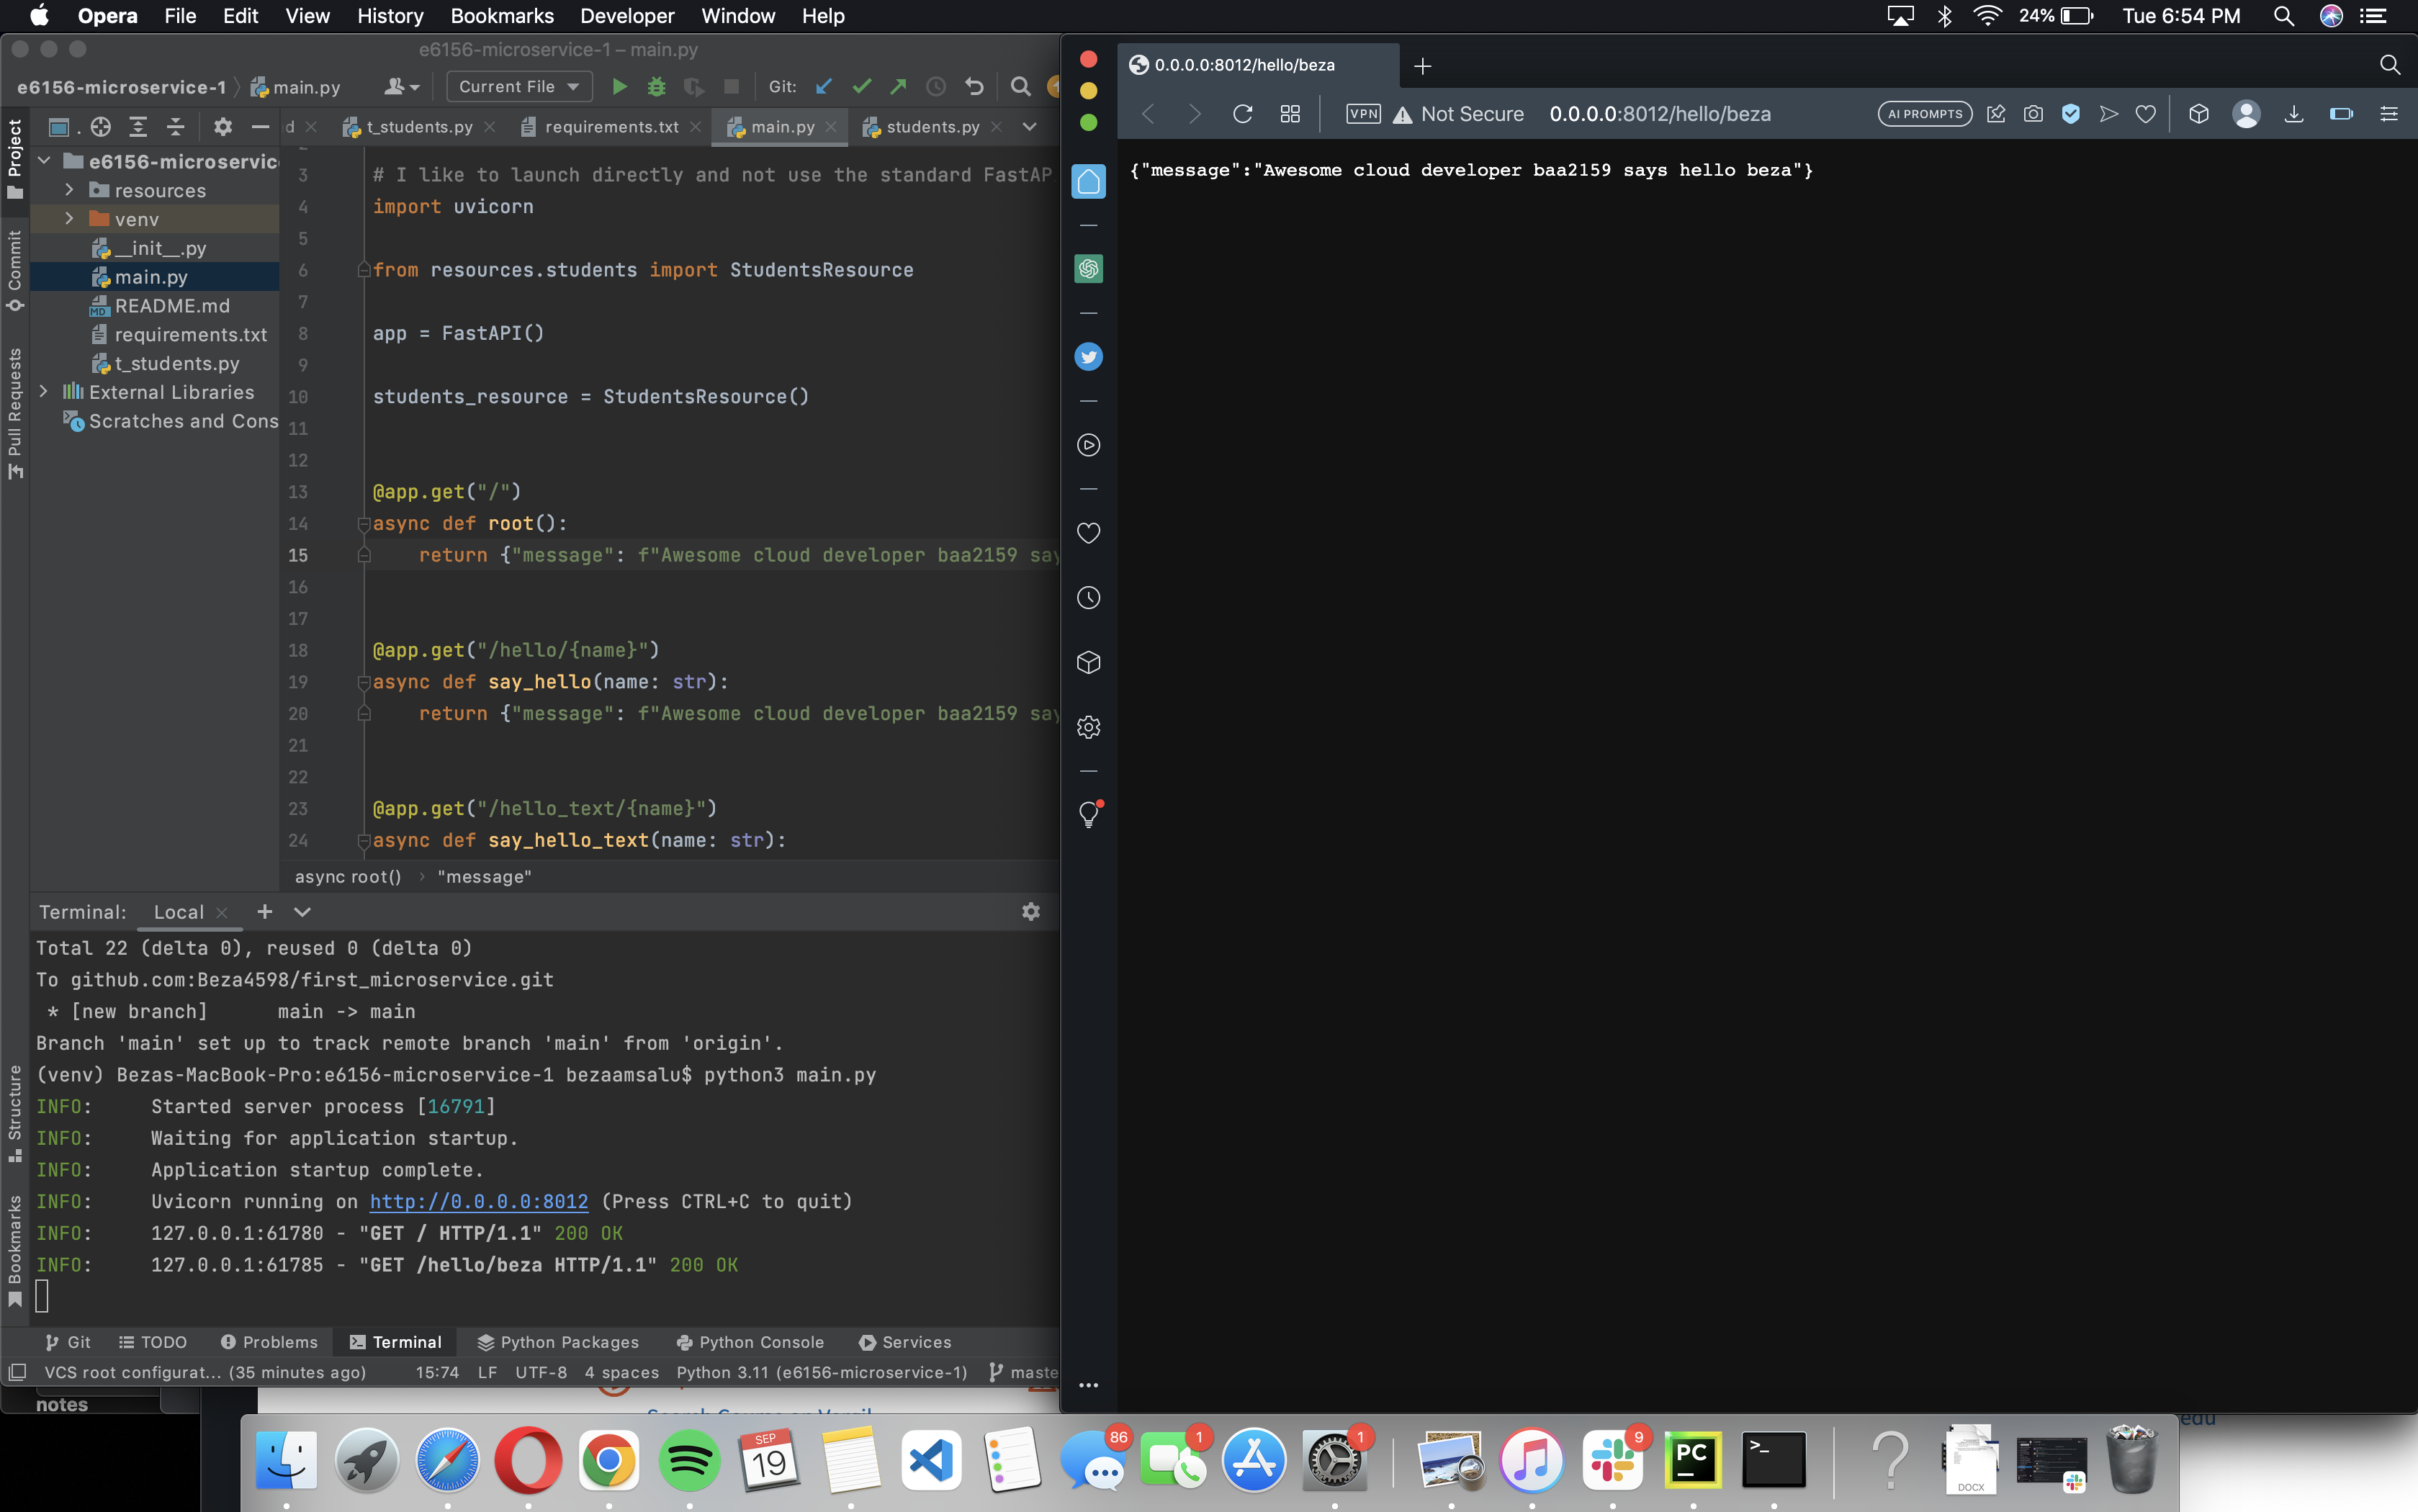 Opera File Edit View History Bookmarks Developer Window Help 24% Tue 6:54 PM
e6156-microservice-1 – main.py
e6156-microservice-1 main.py Current File Git:
Project
Commit
Pull Requests
Structure
Bookmarks
d t_students.py requirements.txt main.py students.py
e6156-microservic
resources
venv
__init__.py
main.py
README.md
requirements.txt
t_students.py
External Libraries
Scratches and Cons
3 # I like to launch directly and not use the standard FastAP
4 import uvicorn
5
6 from resources.students import StudentsResource
7
8 app = FastAPI()
9
10 students_resource = StudentsResource()
11
12
13 @app.get("/")
14 async def root():
15 return {"message": f"Awesome cloud developer baa2159 say
16
17
18 @app.get("/hello/{name}")
19 async def say_hello(name: str):
20 return {"message": f"Awesome cloud developer baa2159 say
21
22
23 @app.get("/hello_text/{name}")
24 async def say_hello_text(name: str):
async root() › "message"
Terminal: Local
Total 22 (delta 0), reused 0 (delta 0)
To github.com:Beza4598/first_microservice.git
* [new branch] main -> main
Branch 'main' set up to track remote branch 'main' from 'origin'.
(venv) Bezas-MacBook-Pro:e6156-microservice-1 bezaamsalu$ python3 main.py
INFO: Started server process [16791]
INFO: Waiting for application startup.
INFO: Application startup complete.
INFO: Uvicorn running on http://0.0.0.0:8012 (Press CTRL+C to quit)
INFO: 127.0.0.1:61780 - "GET / HTTP/1.1" 200 OK
INFO: 127.0.0.1:61785 - "GET /hello/beza HTTP/1.1" 200 OK
Git TODO Problems Terminal Python Packages Python Console Services
VCS root configurat... (35 minutes ago) 15:74 LF UTF-8 4 spaces Python 3.11 (e6156-microservice-1) maste
0.0.0.0:8012/hello/beza
VPN Not Secure 0.0.0.0:8012/hello/beza AI PROMPTS
{"message":"Awesome cloud developer baa2159 says hello beza"}
notes
edu
SEP
19
86
1
1
9
PC
DOCX